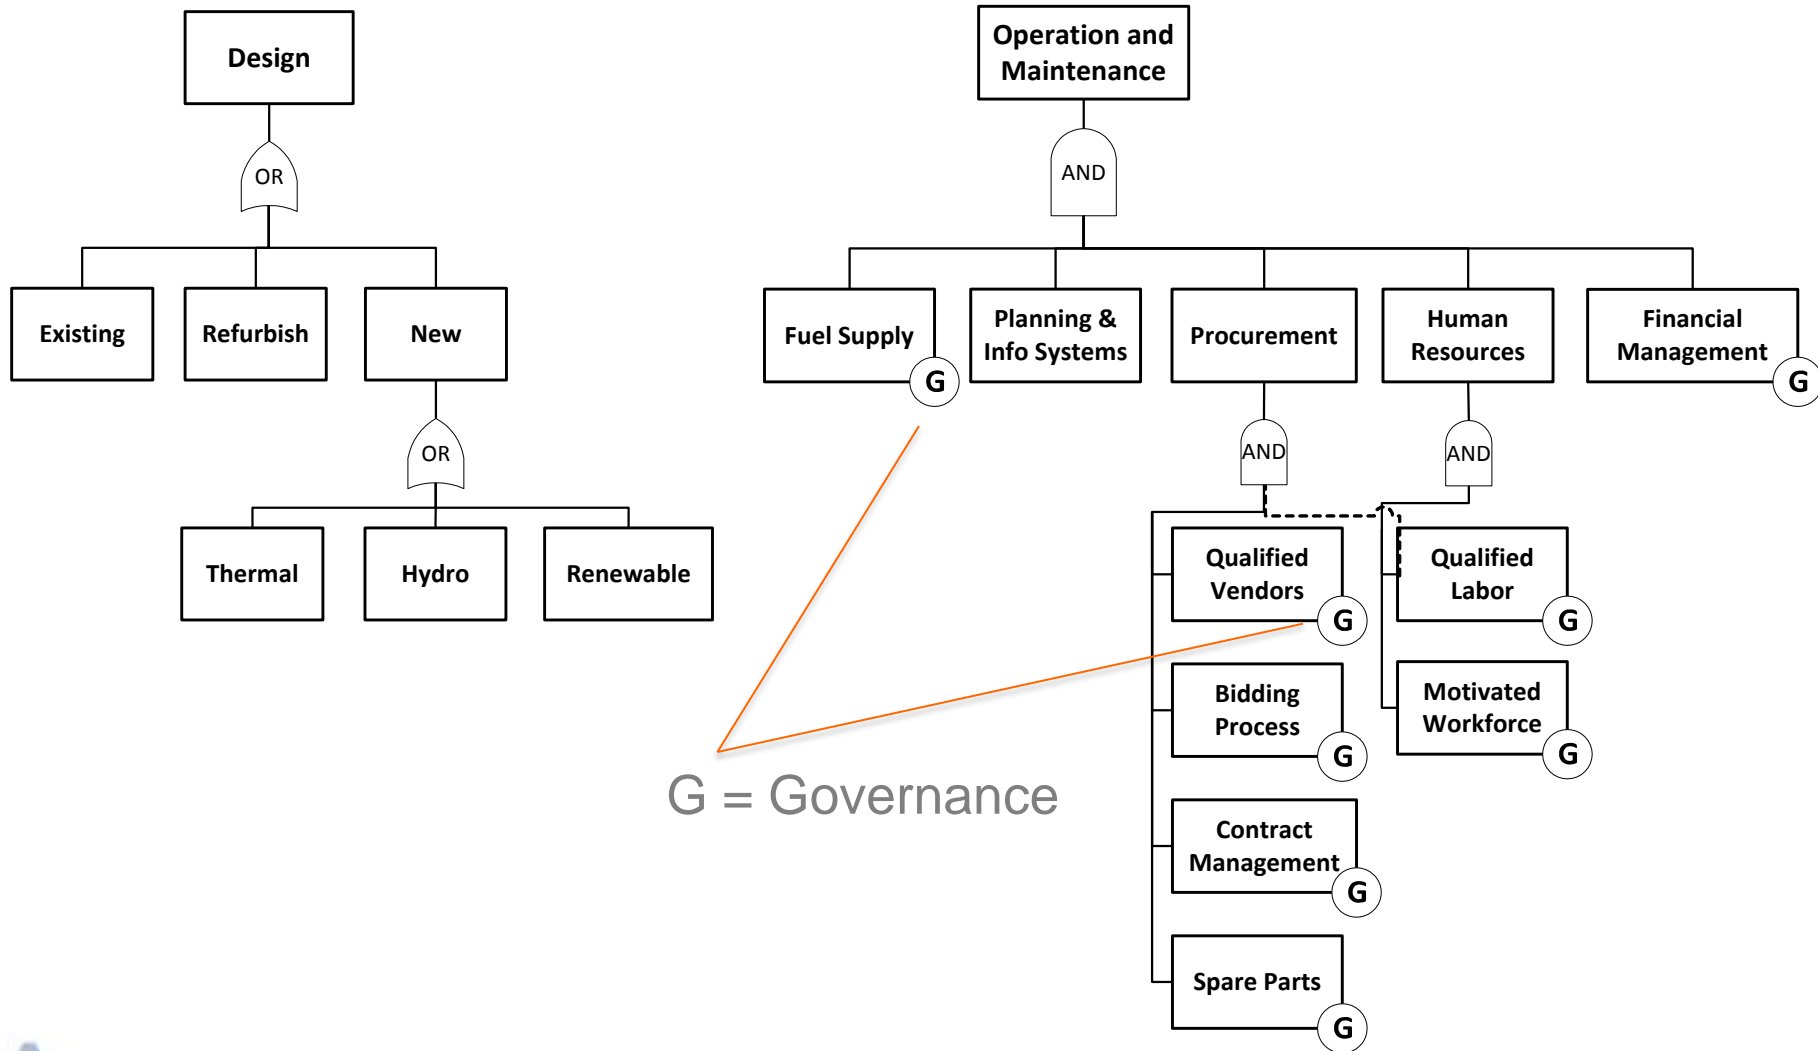 Design
OR
Existing
Refurbish
New
OR
Thermal
Hydro
Renewable
Operation and
Maintenance
AND
Fuel Supply
G
Planning &
Info Systems
Procurement
Human
Resources
Financial
Management
G
AND
AND
Qualified
Vendors
G
Qualified
Labor
G
Bidding
Process
G
Motivated
Workforce
G
Contract
Management
G
Spare Parts
G
G = Governance